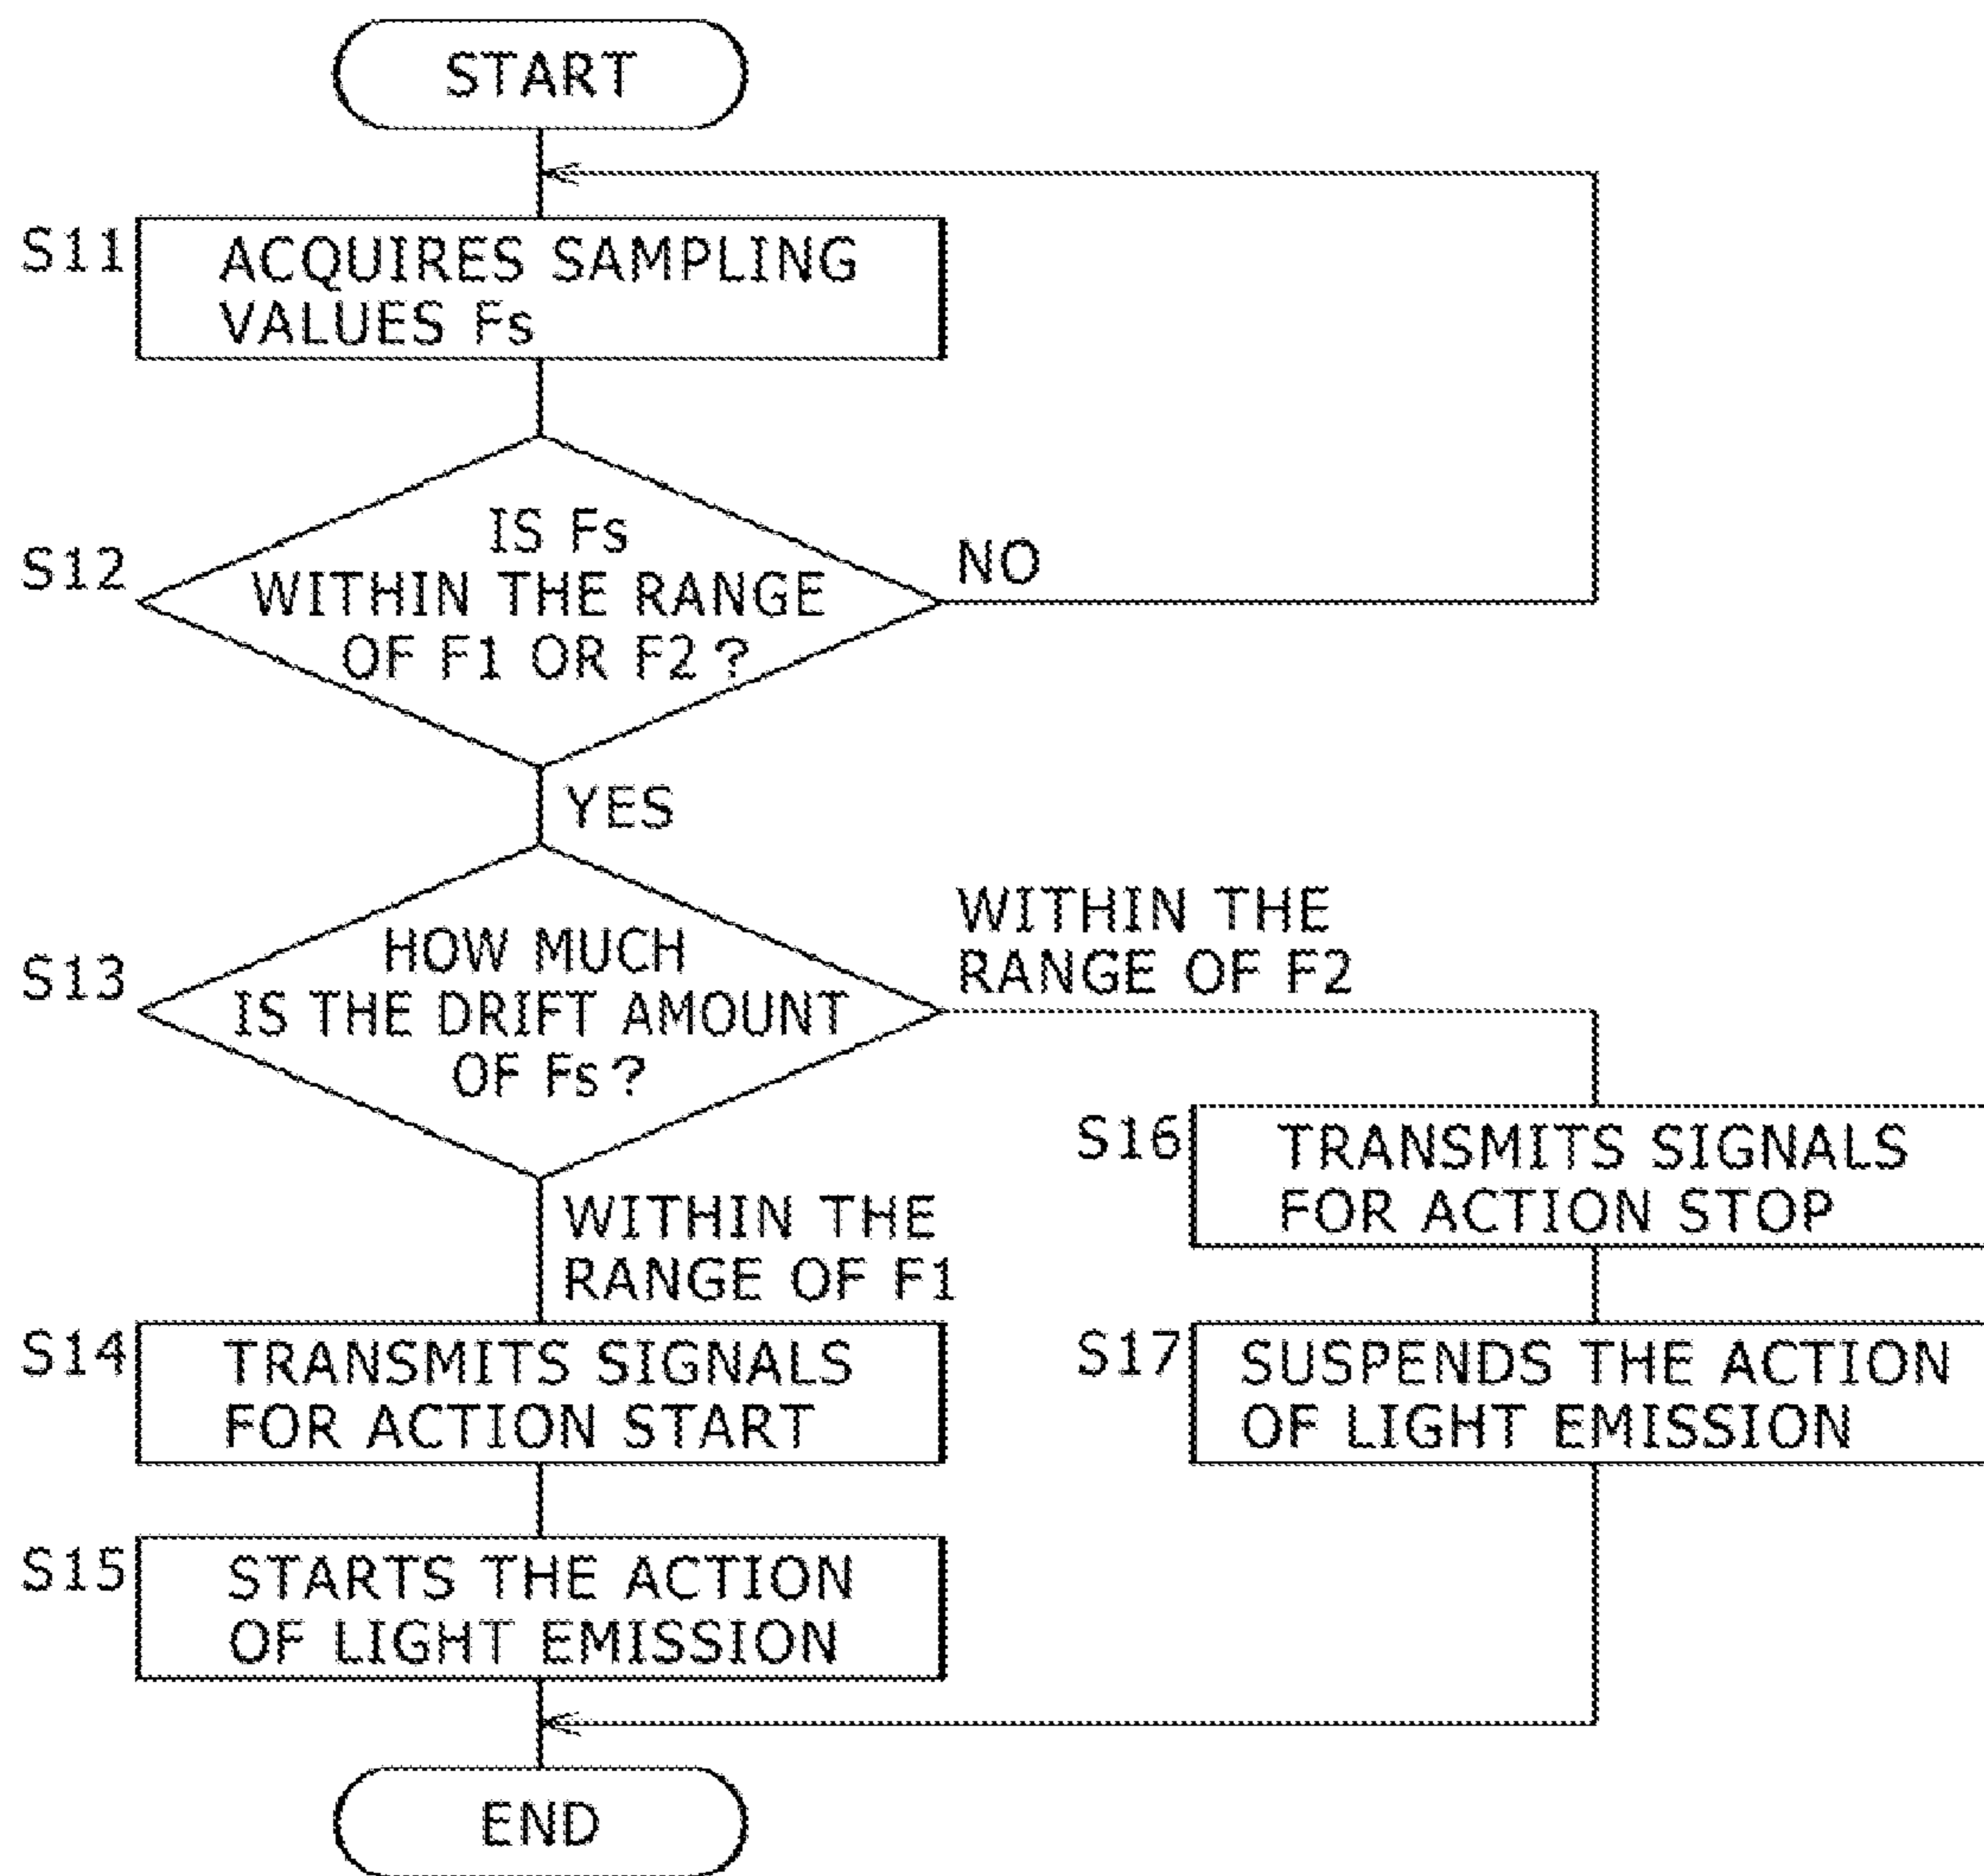 START
S11
ACQUIRES SAMPLING
VALUES Fs
S12
IS Fs
WITHIN THE RANGE
OF F1 OR F2?
NO
YES
S13
HOW MUCH
IS THE DRIFT AMOUNT
OF Fs?
WITHIN THE
RANGE OF F2
WITHIN THE
RANGE OF F1
S14
TRANSMITS SIGNALS
FOR ACTION START
S15
STARTS THE ACTION
OF LIGHT EMISSION
S16
TRANSMITS SIGNALS
FOR ACTION STOP
S17
SUSPENDS THE ACTION
OF LIGHT EMISSION
END